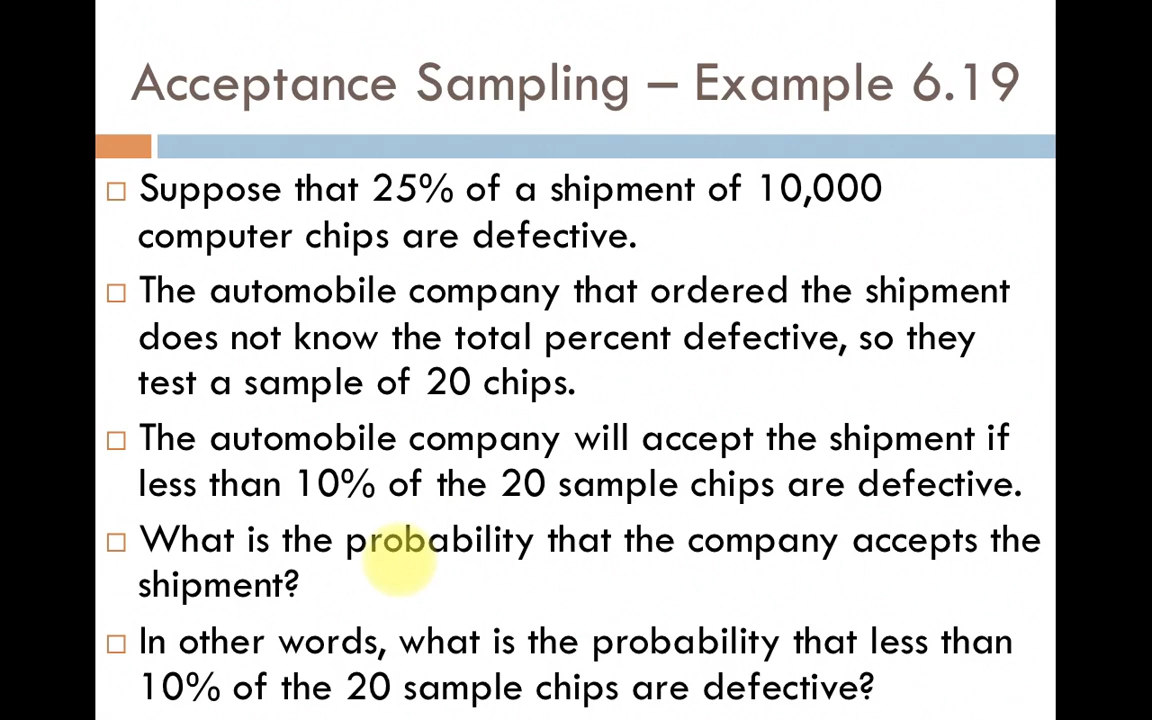 Acceptance Sampling – Example 6.19
Suppose that 25% of a shipment of 10,000
computer chips are defective.
The automobile company that ordered the shipment
does not know the total percent defective, so they
test a sample of 20 chips.
The automobile company will accept the shipment if
less than 10% of the 20 sample chips are defective.
What is the probability that the company accepts the
shipment?
In other words, what is the probability that less than
10% of the 20 sample chips are defective?